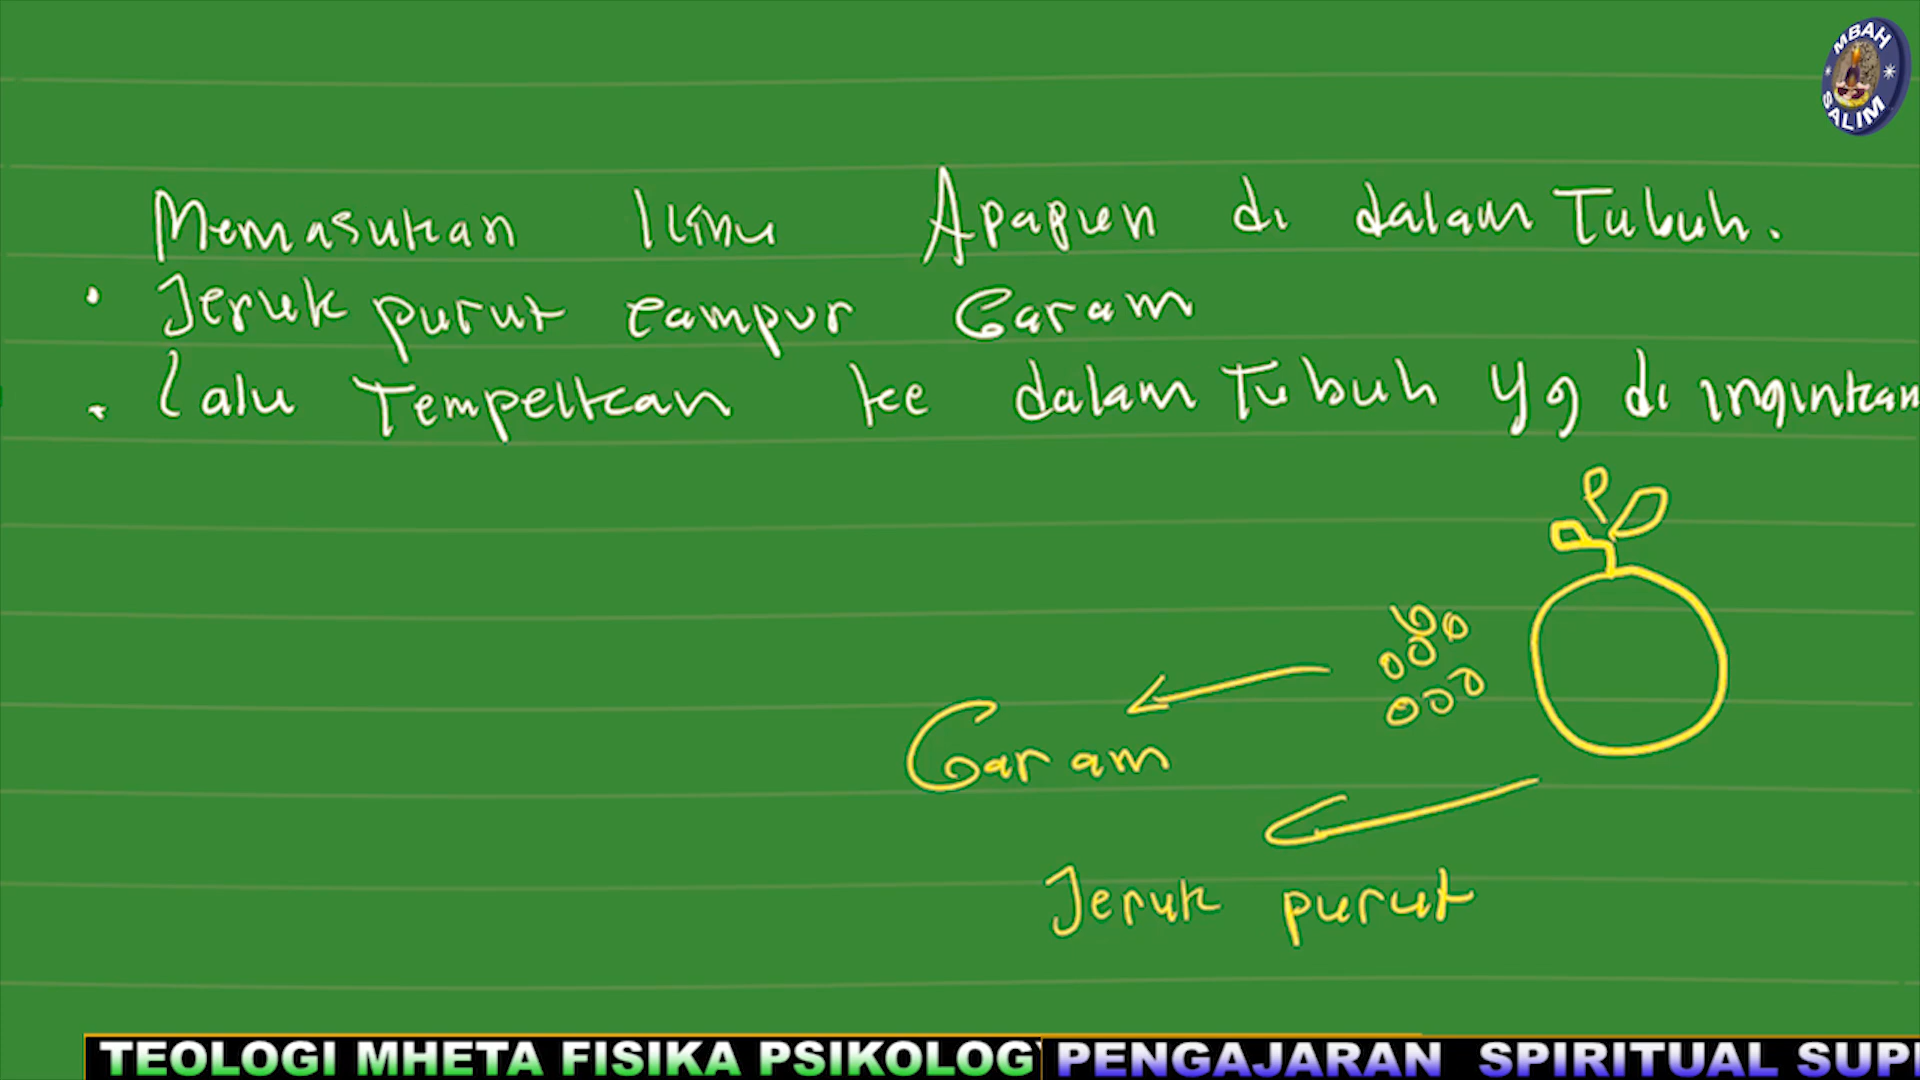 MBAH SALIM
Memasukan Ilmu Apapun di dalam Tubuh.
• Jeruk purut campur Garam
• Lalu Tempelkan ke dalam Tubuh yg di inginkan
Garam
Jeruk purut
TEOLOGI MHETA FISIKA PSIKOLOG PENGAJARAN SPIRITUAL SUP